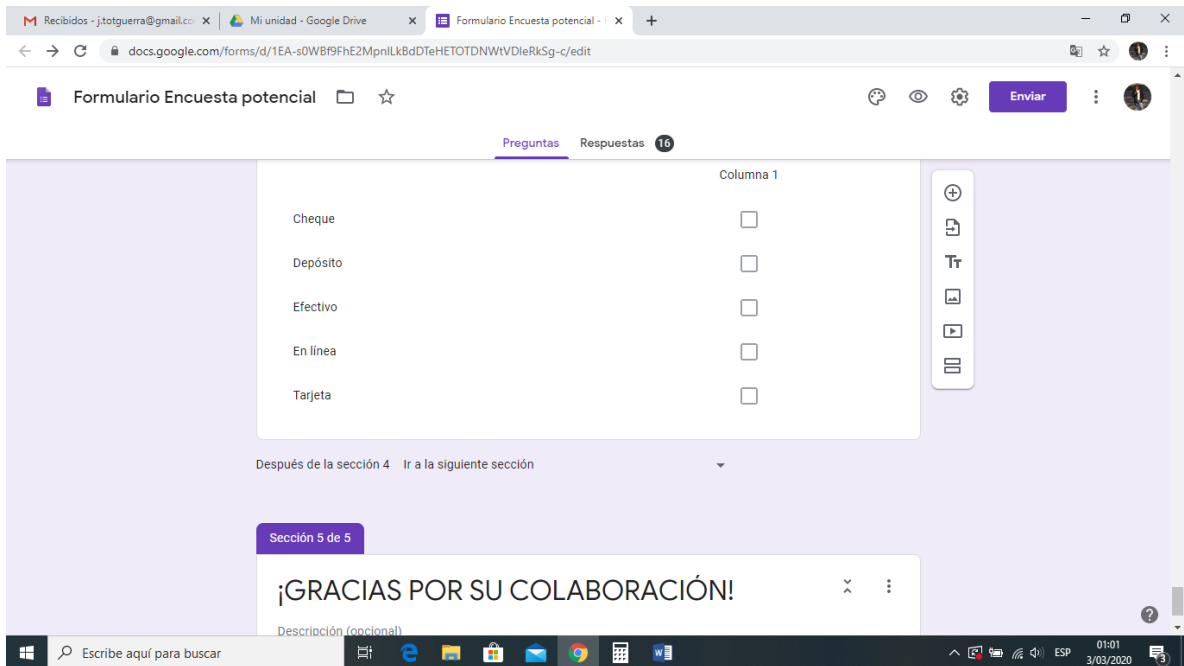 Recibidos - j.totguerra@gmail.co
Mi unidad - Google Drive
Formulario Encuesta potencial -
docs.google.com/forms/d/1EA-s0WBf9FhE2MpnlLkBdDTeHETOTDNWtVDIeRkSg-c/edit
Formulario Encuesta potencial
Enviar
Preguntas Respuestas 16
Columna 1
Cheque
Depósito
Efectivo
En línea
Tarjeta
Después de la sección 4 Ir a la siguiente sección
Sección 5 de 5
¡GRACIAS POR SU COLABORACIÓN!
Descripción (opcional)
Escribe aquí para buscar
ESP
01:01
3/03/2020
3